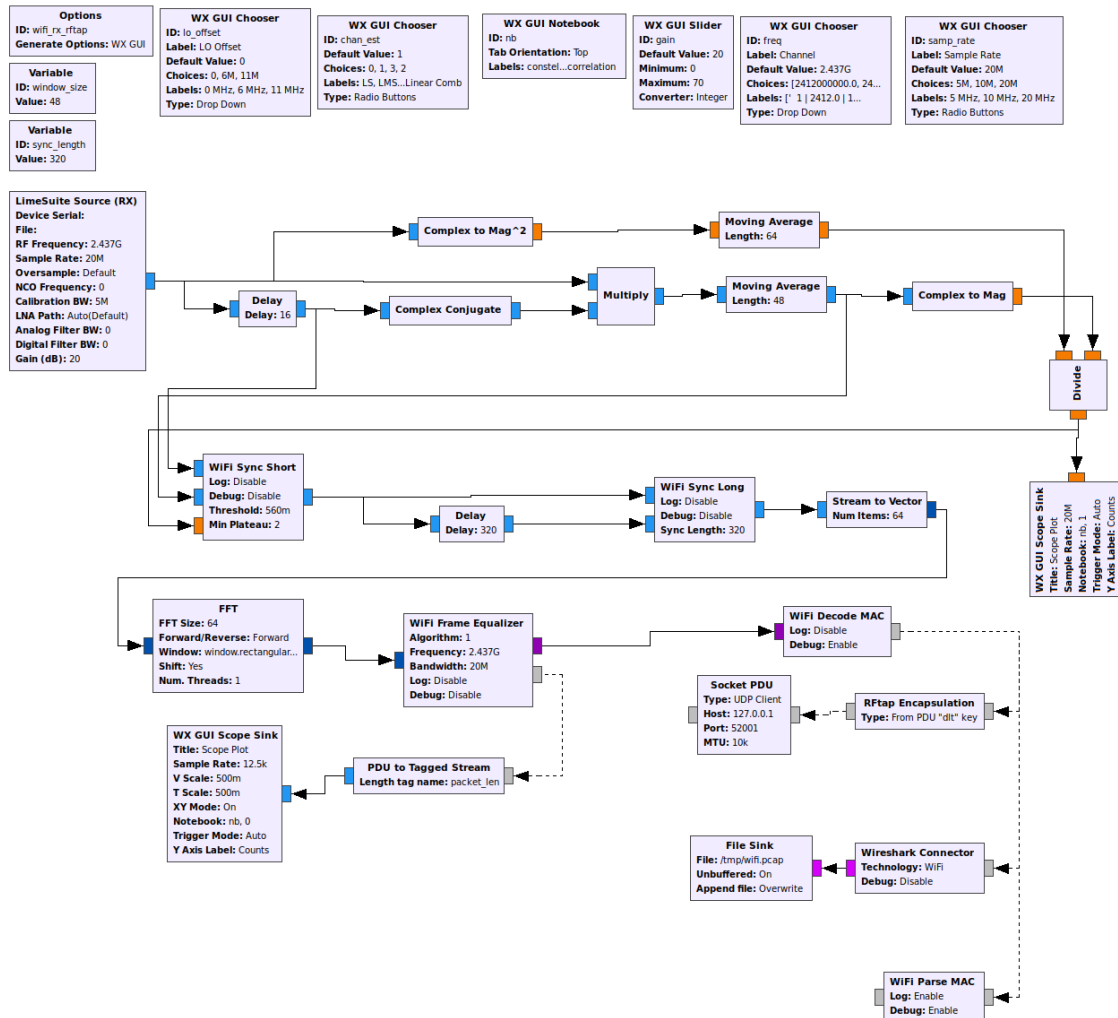 Options
ID: wifi_rx_rftap
Generate Options: WX GUI
Variable
ID: window_size
Value: 48
Variable
ID: sync_length
Value: 320
WX GUI Chooser
ID: lo_offset
Label: LO Offset
Default Value: 0
Choices: 0, 6M, 11M
Labels: 0 MHz, 6 MHz, 11 MHz
Type: Drop Down
WX GUI Chooser
ID: chan_est
Default Value: 1
Choices: 0, 1, 3, 2
Labels: LS, LMS...Linear Comb
Type: Radio Buttons
WX GUI Notebook
ID: nb
Tab Orientation: Top
Labels: constel...correlation
WX GUI Slider
ID: gain
Default Value: 20
Minimum: 0
Maximum: 70
Converter: Integer
WX GUI Chooser
ID: freq
Label: Channel
Default Value: 2.437G
Choices: [2412000000.0, 24...
Labels: [' 1 | 2412.0 | 1...
Type: Drop Down
WX GUI Chooser
ID: samp_rate
Label: Sample Rate
Default Value: 20M
Choices: 5M, 10M, 20M
Labels: 5 MHz, 10 MHz, 20 MHz
Type: Radio Buttons
LimeSuite Source (RX)
Device Serial:
File:
RF Frequency: 2.437G
Sample Rate: 20M
Oversample: Default
NCO Frequency: 0
Calibration BW: 5M
LNA Path: Auto(Default)
Analog Filter BW: 0
Digital Filter BW: 0
Gain (dB): 20
Complex to Mag^2
Moving Average
Length: 64
Delay
Delay: 16
Complex Conjugate
Multiply
Moving Average
Length: 48
Complex to Mag
Divide
WiFi Sync Short
Log: Disable
Debug: Disable
Threshold: 560m
Min Plateau: 2
Delay
Delay: 320
WiFi Sync Long
Log: Disable
Debug: Disable
Sync Length: 320
Stream to Vector
Num Items: 64
WX GUI Scope Sink
Title: Scope Plot
Sample Rate: 20M
Notebook: nb, 1
Trigger Mode: Auto
Y Axis Label: Counts
FFT
FFT Size: 64
Forward/Reverse: Forward
Window: window.rectangular...
Shift: Yes
Num. Threads: 1
WiFi Frame Equalizer
Algorithm: 1
Frequency: 2.437G
Bandwidth: 20M
Log: Disable
Debug: Disable
WiFi Decode MAC
Log: Disable
Debug: Enable
Socket PDU
Type: UDP Client
Host: 127.0.0.1
Port: 52001
MTU: 10k
RFtap Encapsulation
Type: From PDU "dlt" key
WX GUI Scope Sink
Title: Scope Plot
Sample Rate: 12.5k
V Scale: 500m
T Scale: 500m
XY Mode: On
Notebook: nb, 0
Trigger Mode: Auto
Y Axis Label: Counts
PDU to Tagged Stream
Length tag name: packet_len
File Sink
File: /tmp/wifi.pcap
Unbuffered: On
Append file: Overwrite
Wireshark Connector
Technology: WiFi
Debug: Disable
WiFi Parse MAC
Log: Enable
Debug: Enable